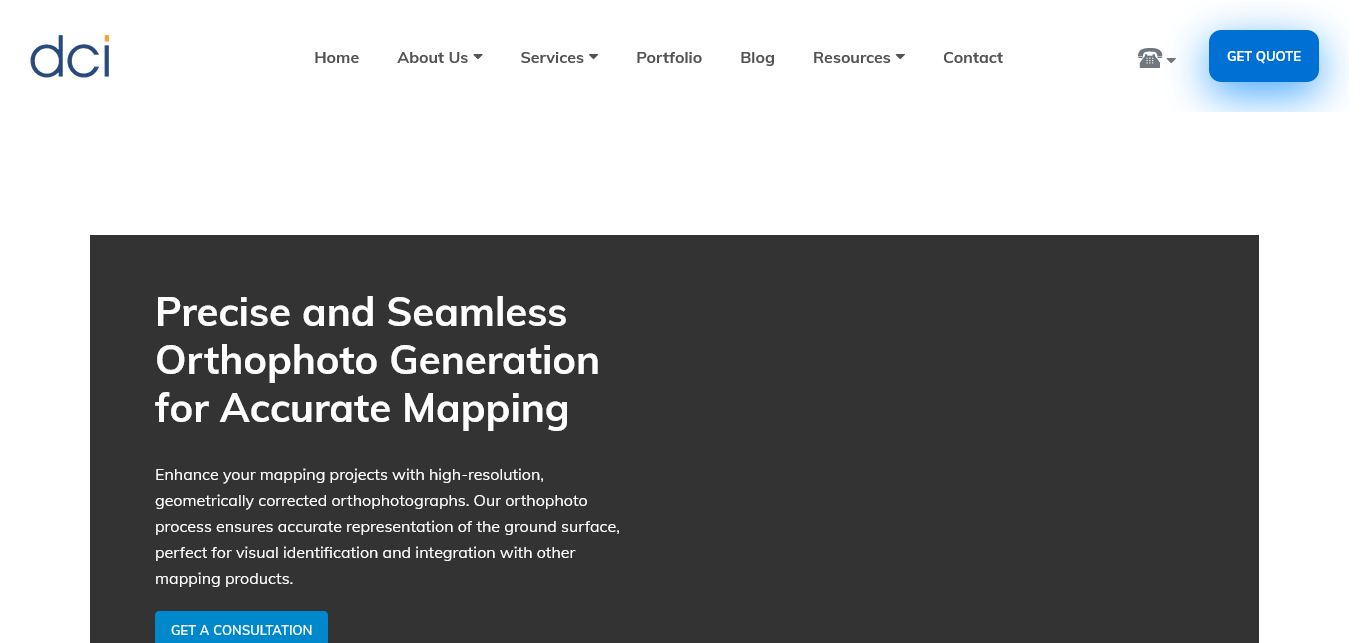 dci
Home About Us Services Portfolio Blog Resources Contact
GET QUOTE
Precise and Seamless
Orthophoto Generation
for Accurate Mapping
Enhance your mapping projects with high-resolution,
geometrically corrected orthophotographs. Our orthophoto
process ensures accurate representation of the ground surface,
perfect for visual identification and integration with other
mapping products.
GET A CONSULTATION